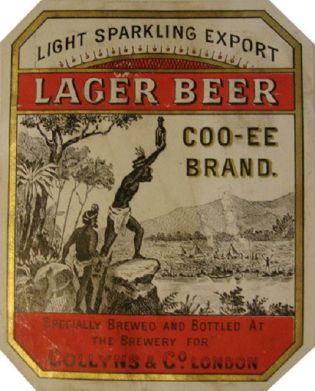 LIGHT SPARKLING EXPORT
LAGER BEER
COO-EE
BRAND.
SPECIALLY BREWED AND BOTTLED AT
THE BREWERY FOR
COLLYNS & CO LONDON